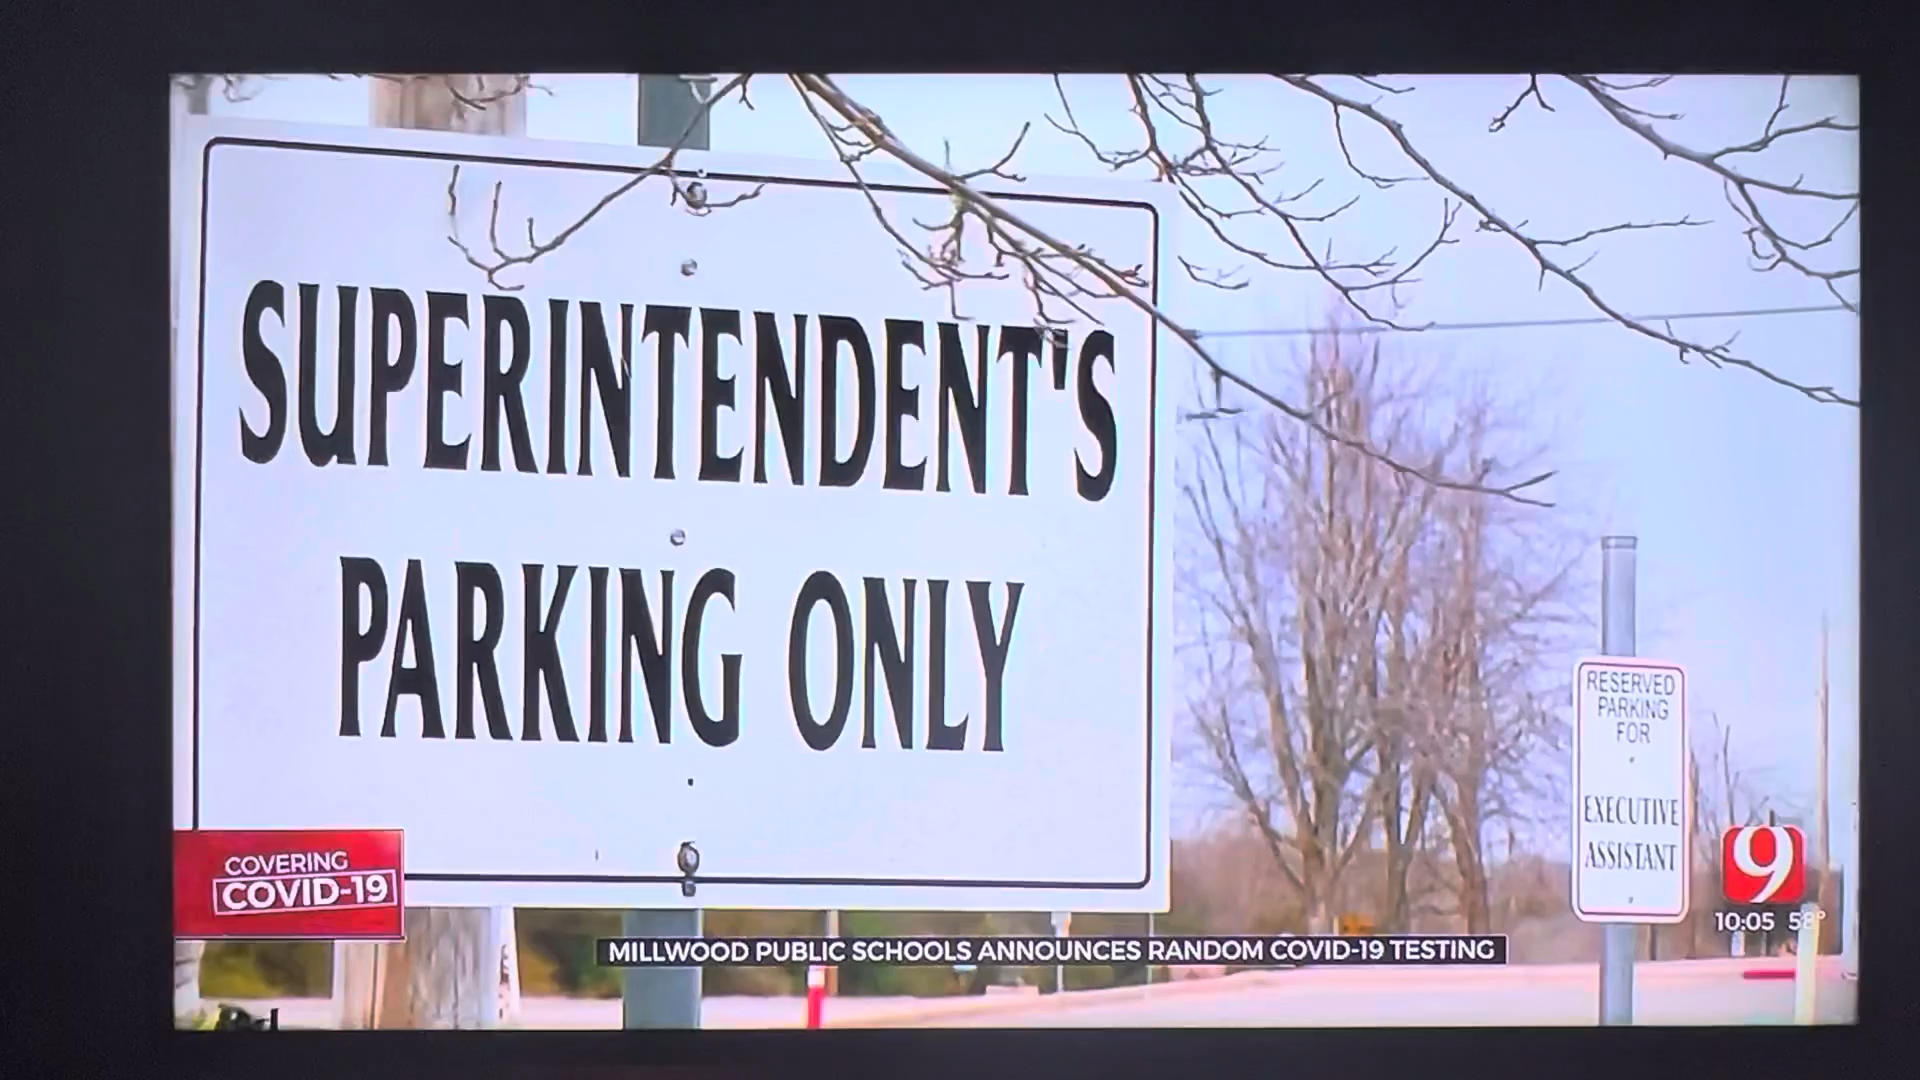 SUPERINTENDENT'S
PARKING ONLY
RESERVED
PARKING
FOR
EXECUTIVE
ASSISTANT
COVERING
COVID-19
9
10:05 58°
MILLWOOD PUBLIC SCHOOLS ANNOUNCES RANDOM COVID-19 TESTING